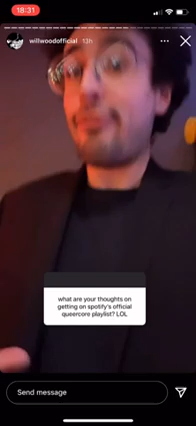 18:31
willwoodofficial 13h
what are your thoughts on
getting on spotify's official
queercore playlist? LOL
Send message